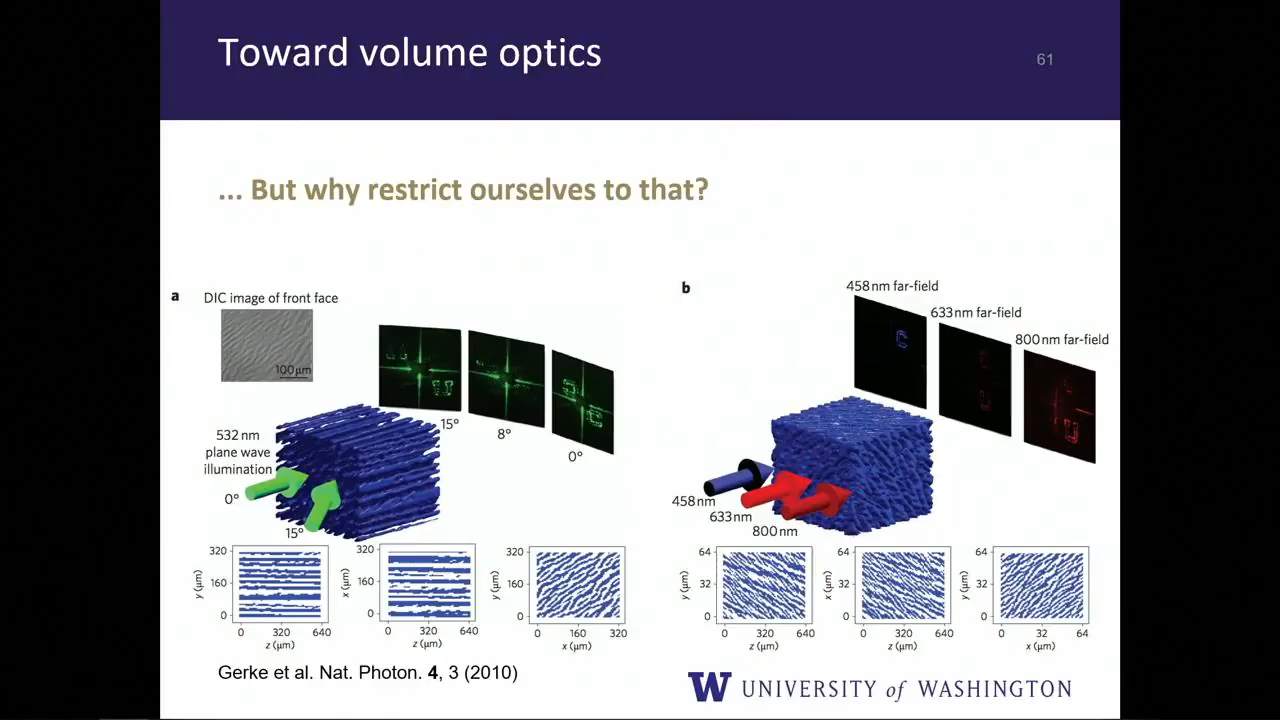 Toward volume optics
61
... But why restrict ourselves to that?
a
DIC image of front face
100 μm
532 nm
plane wave
illumination
0°
15°
15°
8°
0°
320
160
0
y (μm)
0 320 640
z (μm)
320
160
0
x (μm)
0 320 640
z (μm)
320
160
0
y (μm)
0 160 320
x (μm)
b
458 nm far-field
633 nm far-field
800 nm far-field
C
U
458 nm
633 nm
800 nm
64
32
0
y (μm)
0 320 640
z (μm)
64
32
0
x (μm)
0 320 640
z (μm)
64
32
0
y (μm)
0 32 64
x (μm)
Gerke et al. Nat. Photon. 4, 3 (2010)
W UNIVERSITY of WASHINGTON